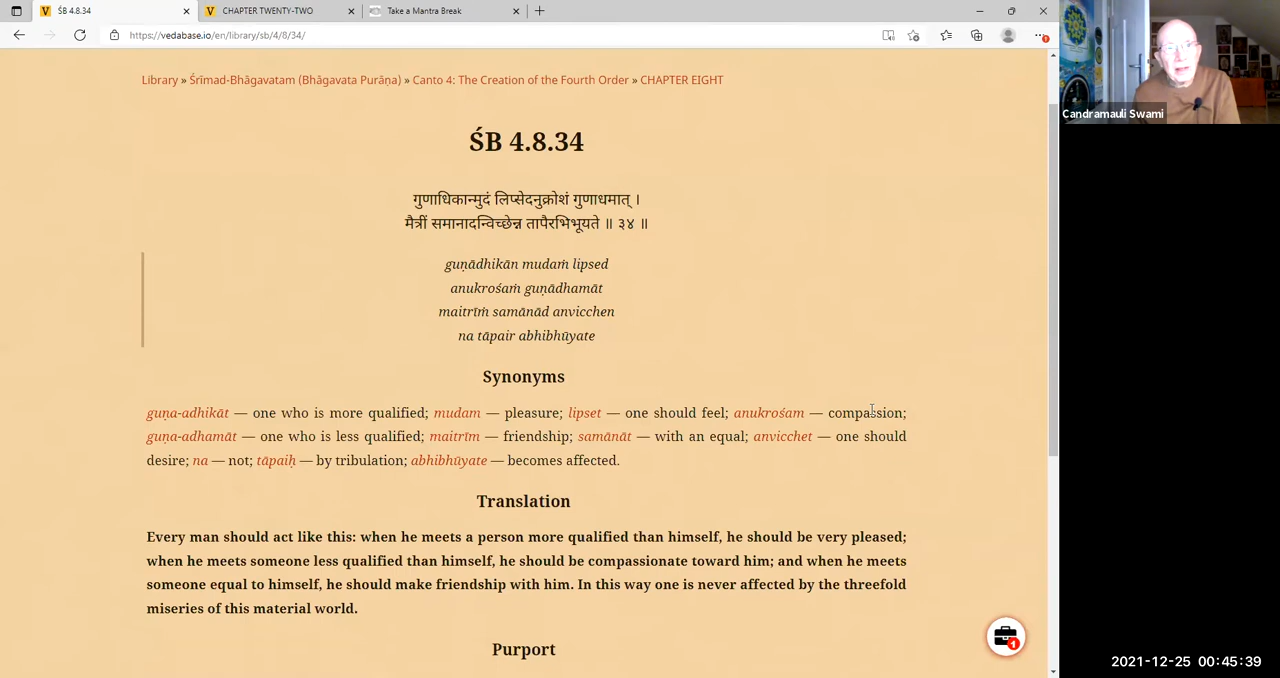 ŚB 4.8.34
CHAPTER TWENTY-TWO
Take a Mantra Break
https://vedabase.io/en/library/sb/4/8/34/
Library » Śrīmad-Bhāgavatam (Bhāgavata Purāṇa) » Canto 4: The Creation of the Fourth Order » CHAPTER EIGHT
ŚB 4.8.34
गुणाधिकान्मुदं लिप्सेदनुक्रोशं गुणाधमात् ।
मैत्रीं समानादन्विच्छेन्न तापैरभिभूयते ॥ ३४ ॥
guṇādhikān mudaṁ lipsed
anukrośaṁ guṇādhamāt
maitrīṁ samānād anvicchen
na tāpair abhibhūyate
Synonyms
guṇa-adhikāt — one who is more qualified; mudam — pleasure; lipset — one should feel; anukrośam — compassion;
guṇa-adhamāt — one who is less qualified; maitrīm — friendship; samānāt — with an equal; anvicchet — one should
desire; na — not; tāpaiḥ — by tribulation; abhibhūyate — becomes affected.
Translation
Every man should act like this: when he meets a person more qualified than himself, he should be very pleased;
when he meets someone less qualified than himself, he should be compassionate toward him; and when he meets
someone equal to himself, he should make friendship with him. In this way one is never affected by the threefold
miseries of this material world.
Purport
1
Candramauli Swami
2021-12-25 00:45:39